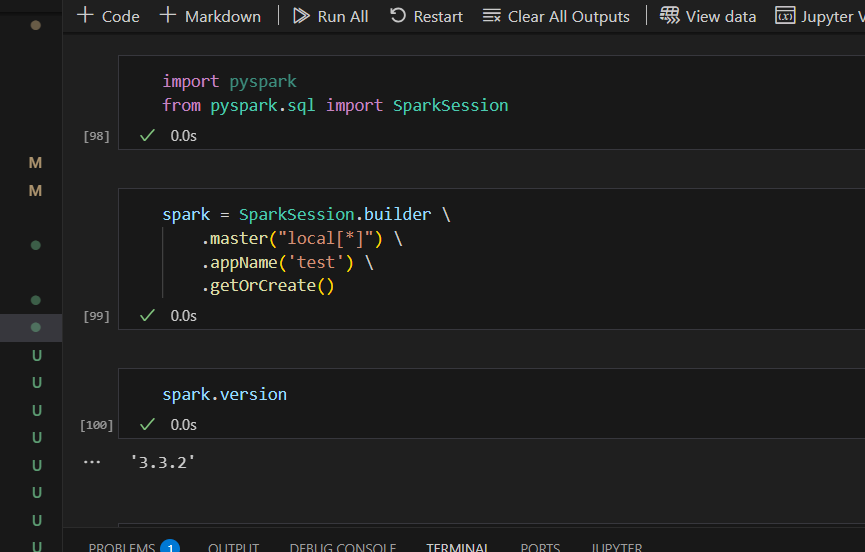 + Code + Markdown Run All Restart Clear All Outputs View data Jupyter
M
M
U
U
U
U
U
U
U
U
import pyspark
from pyspark.sql import SparkSession
[98] ✓ 0.0s
spark = SparkSession.builder \
.master("local[*]") \
.appName('test') \
.getOrCreate()
[99] ✓ 0.0s
spark.version
[100] ✓ 0.0s
... '3.3.2'
PROBLEMS 1 OUTPUT DEBUG CONSOLE TERMINAL PORTS JUPYTER